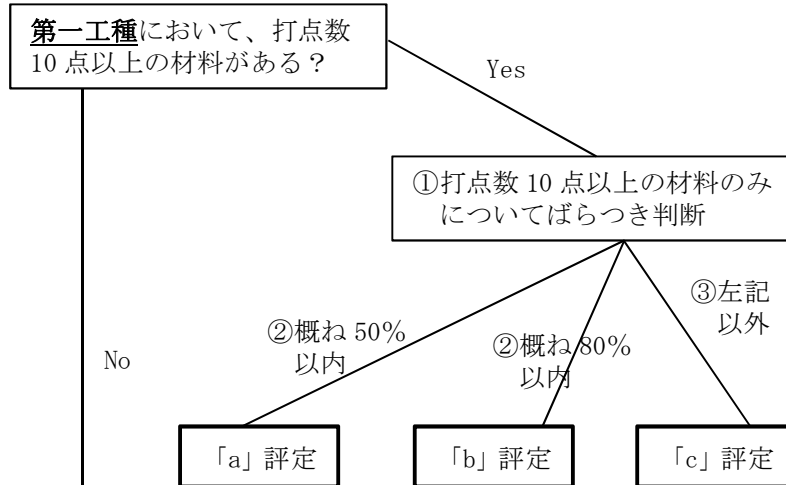 第一工種において、打点数
10 点以上の材料がある？
Yes
①打点数 10 点以上の材料のみ
についてばらつき判断
③左記
以外
②概ね 50％
以内
②概ね 80％
以内
No
「a」評定
「b」評定
「c」評定